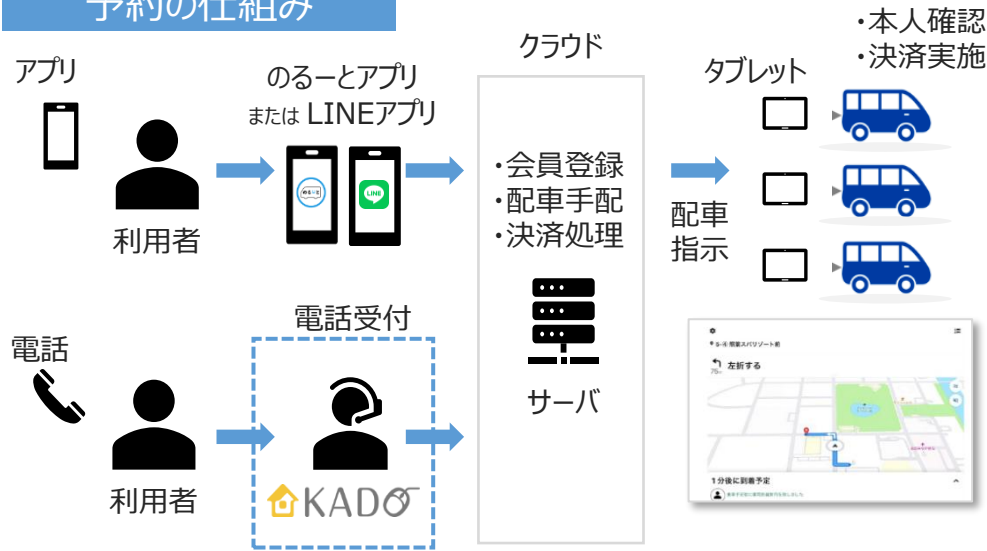 予約の仕組み
アプリ
利用者
のるーとアプリ
または LINEアプリ
LINE
クラウド
・会員登録
・配車手配
・決済処理
サーバ
配車
指示
タブレット
・本人確認
・決済実施
電話
利用者
電話受付
KADO
左折する
75m
1分後に到着予定